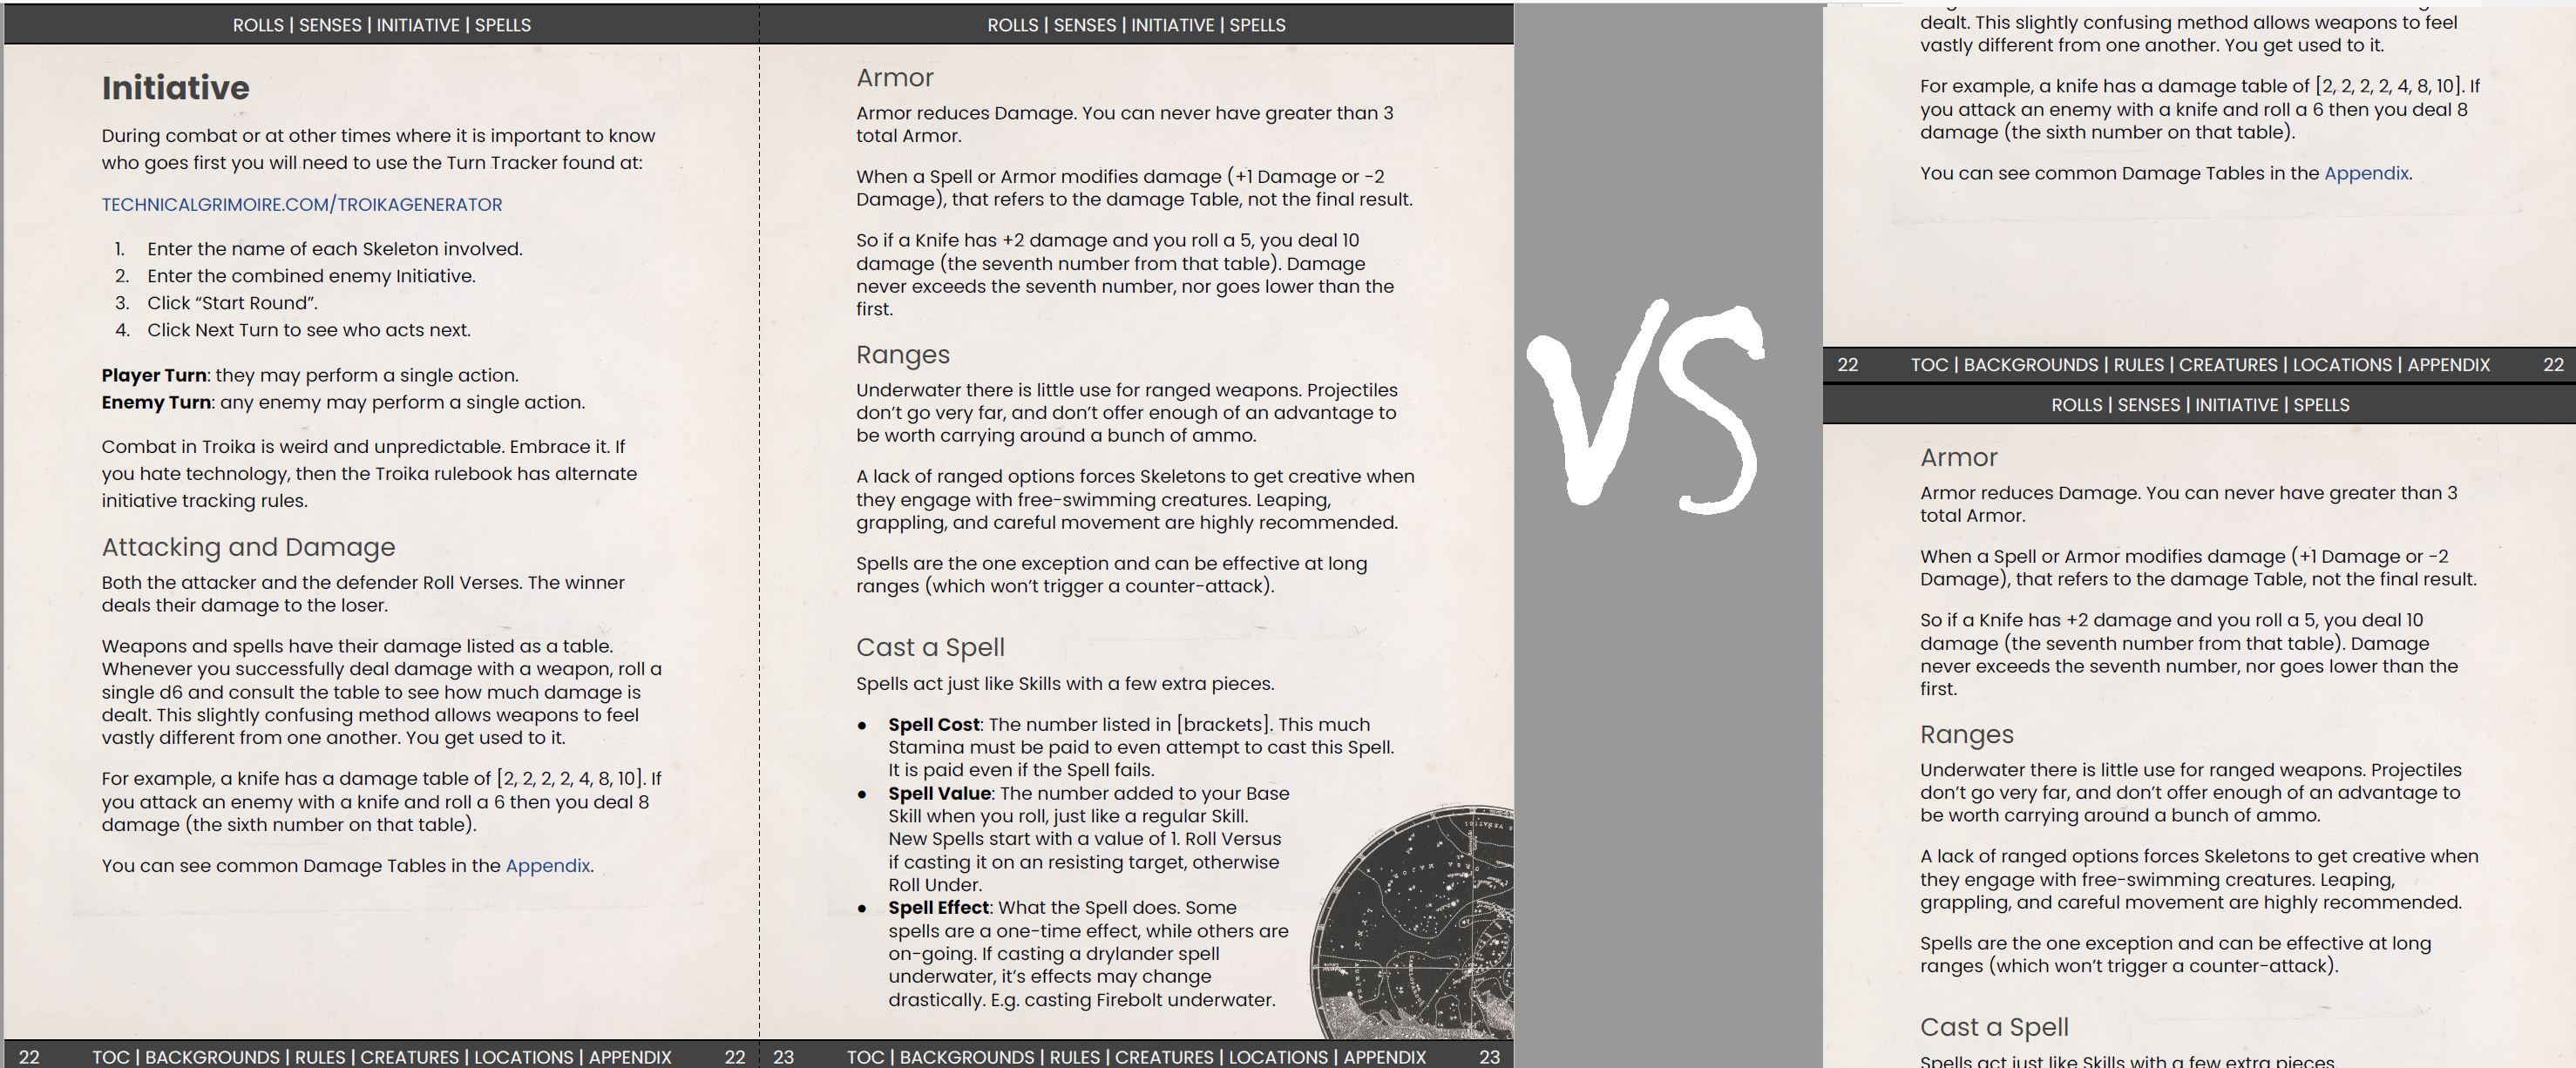 ROLLS | SENSES | INITIATIVE | SPELLS
Initiative
During combat or at other times where it is important to know
who goes first you will need to use the Turn Tracker found at:
TECHNICALGRIMOIRE.COM/TROIKAGENERATOR
1. Enter the name of each Skeleton involved.
2. Enter the combined enemy Initiative.
3. Click “Start Round”.
4. Click Next Turn to see who acts next.
Player Turn: they may perform a single action.
Enemy Turn: any enemy may perform a single action.
Combat in Troika is weird and unpredictable. Embrace it. If
you hate technology, then the Troika rulebook has alternate
initiative tracking rules.
Attacking and Damage
Both the attacker and the defender Roll Verses. The winner
deals their damage to the loser.
Weapons and spells have their damage listed as a table.
Whenever you successfully deal damage with a weapon, roll a
single d6 and consult the table to see how much damage is
dealt. This slightly confusing method allows weapons to feel
vastly different from one another. You get used to it.
For example, a knife has a damage table of [2, 2, 2, 2, 4, 8, 10]. If
you attack an enemy with a knife and roll a 6 then you deal 8
damage (the sixth number on that table).
You can see common Damage Tables in the Appendix.
22 TOC | BACKGROUNDS | RULES | CREATURES | LOCATIONS | APPENDIX 22
ROLLS | SENSES | INITIATIVE | SPELLS
Armor
Armor reduces Damage. You can never have greater than 3
total Armor.
When a Spell or Armor modifies damage (+1 Damage or -2
Damage), that refers to the damage Table, not the final result.
So if a Knife has +2 damage and you roll a 5, you deal 10
damage (the seventh number from that table). Damage
never exceeds the seventh number, nor goes lower than the
first.
Ranges
Underwater there is little use for ranged weapons. Projectiles
don’t go very far, and don’t offer enough of an advantage to
be worth carrying around a bunch of ammo.
A lack of ranged options forces Skeletons to get creative when
they engage with free-swimming creatures. Leaping,
grappling, and careful movement are highly recommended.
Spells are the one exception and can be effective at long
ranges (which won’t trigger a counter-attack).
Cast a Spell
Spells act just like Skills with a few extra pieces.
● Spell Cost: The number listed in [brackets]. This much
Stamina must be paid to even attempt to cast this Spell.
It is paid even if the Spell fails.
● Spell Value: The number added to your Base
Skill when you roll, just like a regular Skill.
New Spells start with a value of 1. Roll Versus
if casting it on an resisting target, otherwise
Roll Under.
● Spell Effect: What the Spell does. Some
spells are a one-time effect, while others are
on-going. If casting a drylander spell
underwater, it’s effects may change
drastically. E.g. casting Firebolt underwater.
23 TOC | BACKGROUNDS | RULES | CREATURES | LOCATIONS | APPENDIX 23
VS
dealt. This slightly confusing method allows weapons to feel
vastly different from one another. You get used to it.
For example, a knife has a damage table of [2, 2, 2, 2, 4, 8, 10]. If
you attack an enemy with a knife and roll a 6 then you deal 8
damage (the sixth number on that table).
You can see common Damage Tables in the Appendix.
22 TOC | BACKGROUNDS | RULES | CREATURES | LOCATIONS | APPENDIX 22
ROLLS | SENSES | INITIATIVE | SPELLS
Armor
Armor reduces Damage. You can never have greater than 3
total Armor.
When a Spell or Armor modifies damage (+1 Damage or -2
Damage), that refers to the damage Table, not the final result.
So if a Knife has +2 damage and you roll a 5, you deal 10
damage (the seventh number from that table). Damage
never exceeds the seventh number, nor goes lower than the
first.
Ranges
Underwater there is little use for ranged weapons. Projectiles
don’t go very far, and don’t offer enough of an advantage to
be worth carrying around a bunch of ammo.
A lack of ranged options forces Skeletons to get creative when
they engage with free-swimming creatures. Leaping,
grappling, and careful movement are highly recommended.
Spells are the one exception and can be effective at long
ranges (which won’t trigger a counter-attack).
Cast a Spell
Spells act just like Skills with a few extra pieces.